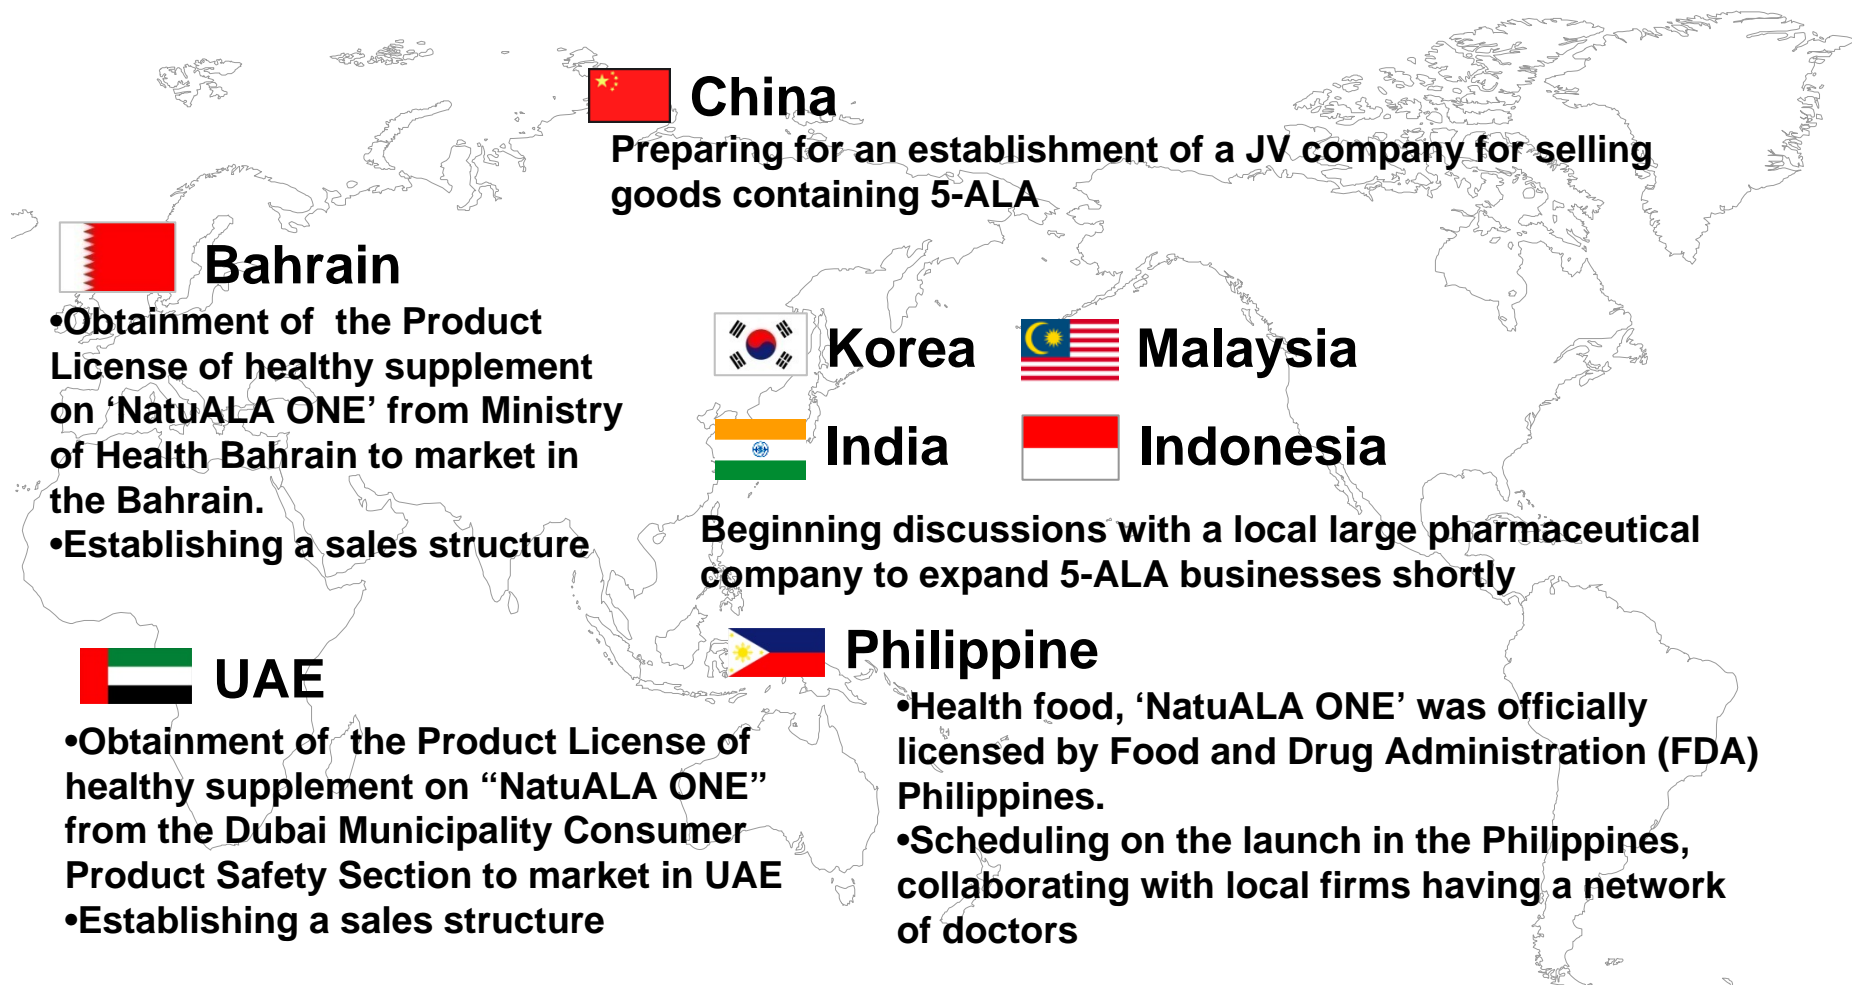 China
Preparing for an establishment of a JV company for selling
goods containing 5-ALA
Bahrain
•Obtainment of  the Product
License of healthy supplement
on ‘NatuALA ONE’ from Ministry
of Health Bahrain to market in
the Bahrain.
•Establishing a sales structure
Korea
Malaysia
India
Indonesia
Beginning discussions with a local large pharmaceutical
company to expand 5-ALA businesses shortly
UAE
•Obtainment of  the Product License of
healthy supplement on “NatuALA ONE”
from the Dubai Municipality Consumer
Product Safety Section to market in UAE
•Establishing a sales structure
Philippine
•Health food, ‘NatuALA ONE’ was officially
licensed by Food and Drug Administration (FDA)
Philippines.
•Scheduling on the launch in the Philippines,
collaborating with local firms having a network
of doctors